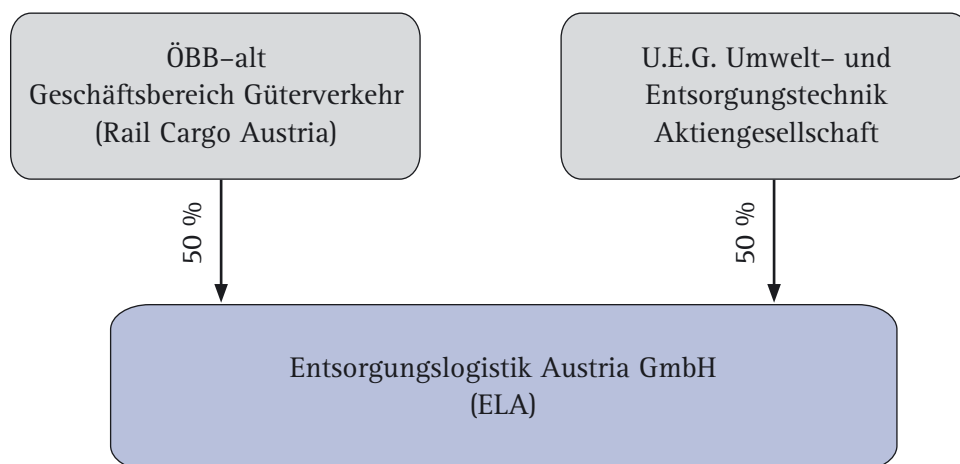 ÖBB-alt
Geschäftsbereich Güterverkehr
(Rail Cargo Austria)
U.E.G. Umwelt- und
Entsorgungstechnik
Aktiengesellschaft
50 %
50 %
Entsorgungslogistik Austria GmbH
(ELA)